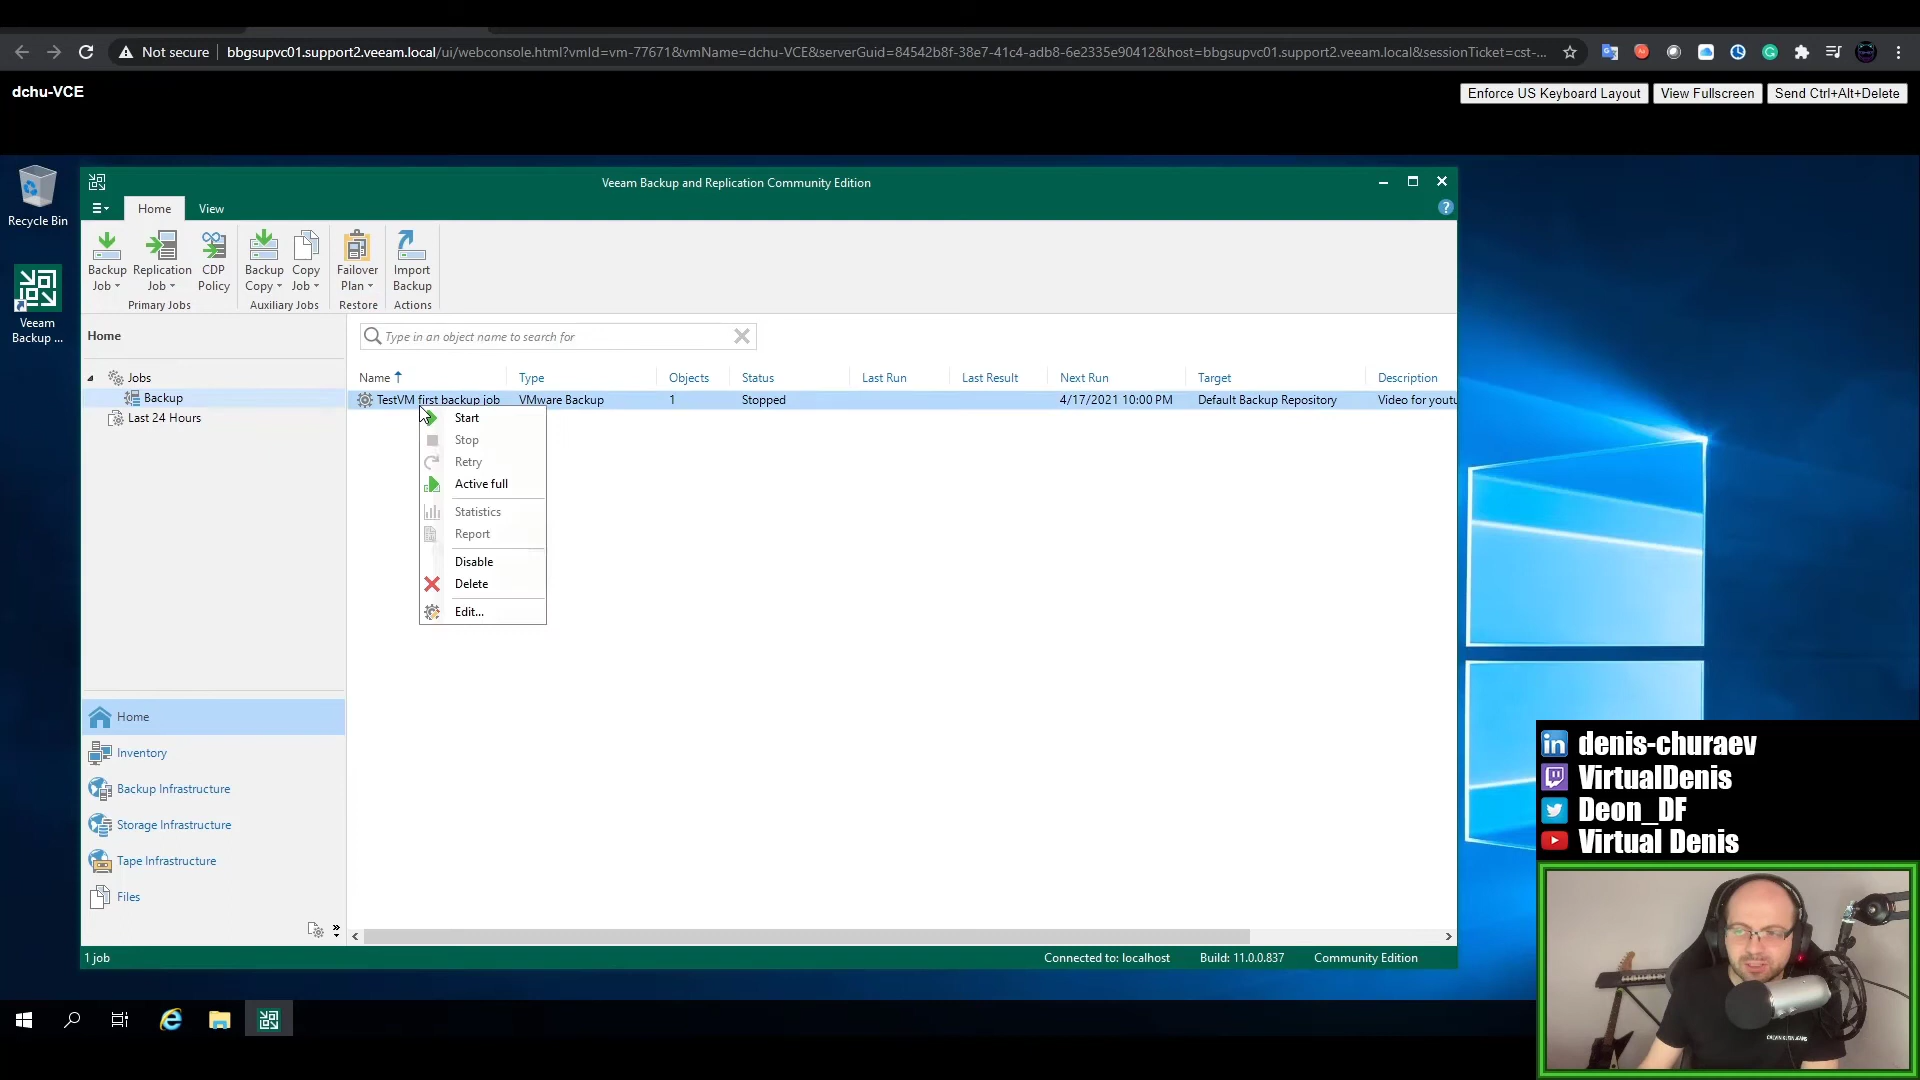 Not secure
bbgsupvc01.support2.veeam.local/ui/webconsole.html?vmId=vm-77671&vmName=dchu-VCE&serverGuid=84542b8f-38e7-41c4-adb8-6e2335e90412&host=bbgsupvc01.support2.veeam.local&sessionTicket=cst-...
dchu-VCE
Enforce US Keyboard Layout
View Fullscreen
Send Ctrl+Alt+Delete
Recycle Bin
Veeam
Backup ...
Veeam Backup and Replication Community Edition
Home
View
Backup
Job
Replication
Job
CDP
Policy
Primary Jobs
Backup
Copy
Copy
Job
Auxiliary Jobs
Failover
Plan
Restore
Import
Backup
Actions
Home
Type in an object name to search for
Jobs
Backup
Last 24 Hours
Name Type Objects Status Last Run Last Result Next Run Target Description
TestVM first backup job VMware Backup 1 Stopped 4/17/2021 10:00 PM Default Backup Repository Video for youtu
Start
Stop
Retry
Active full
Statistics
Report
Disable
Delete
Edit...
Home
Inventory
Backup Infrastructure
Storage Infrastructure
Tape Infrastructure
Files
1 job
Connected to: localhost
Build: 11.0.0.837
Community Edition
in denis-churaev
VirtualDenis
Deon_DF
Virtual Denis
CALVIN KLEIN JEANS